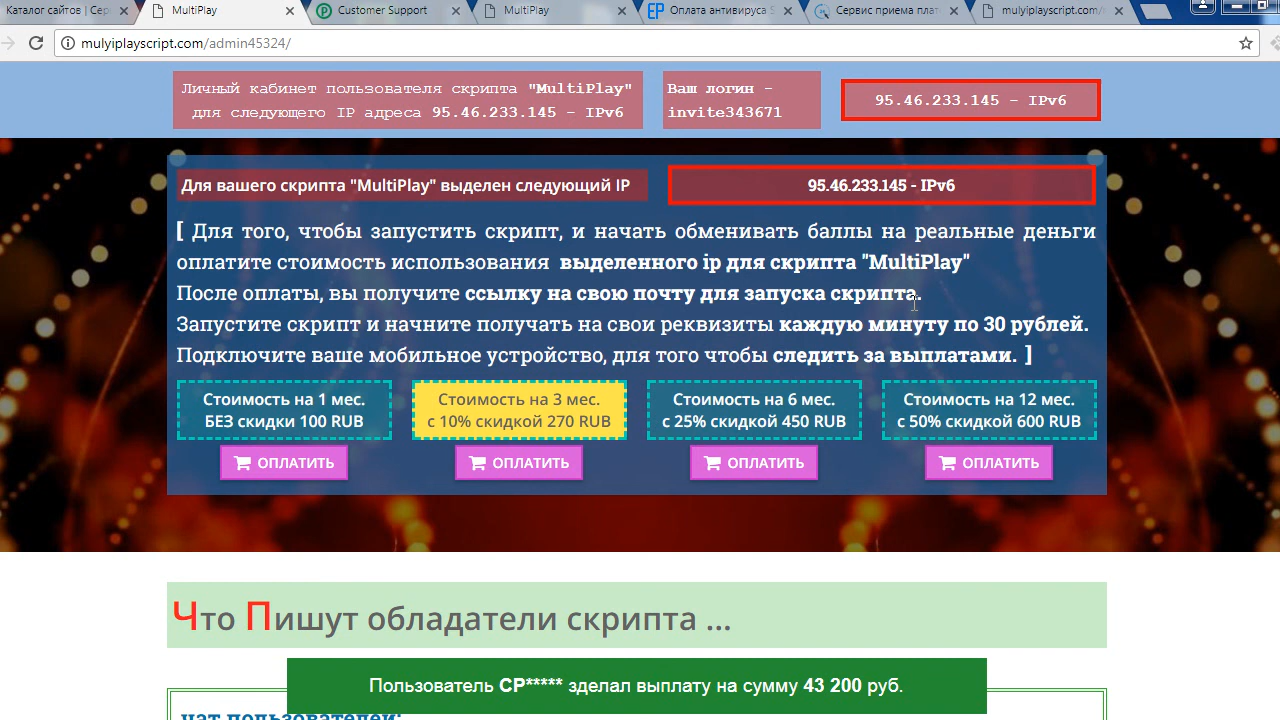 Каталог сайтов | Сер
MultiPlay
Customer Support
MultiPlay
EP Оплата антивируса S
Сервис приема плат
mulyiplayscript.com/
mulyiplayscript.com/admin45324/
Личный кабинет пользователя скрипта "MultiPlay"
для следующего IP адреса 95.46.233.145 - IPv6
Ваш логин -
invite343671
95.46.233.145 - IPv6
Для вашего скрипта "MultiPlay" выделен следующий IP
95.46.233.145 - IPv6
[ Для того, чтобы запустить скрипт, и начать обменивать баллы на реальные деньги
оплатите стоимость использования выделенного ip для скрипта "MultiPlay"
После оплаты, вы получите ссылку на свою почту для запуска скрипта.
Запустите скрипт и начните получать на свои реквизиты каждую минуту по 30 рублей.
Подключите ваше мобильное устройство, для того чтобы следить за выплатами. ]
Стоимость на 1 мес.
БЕЗ скидки 100 RUB
Стоимость на 3 мес.
с 10% скидкой 270 RUB
Стоимость на 6 мес.
с 25% скидкой 450 RUB
Стоимость на 12 мес.
с 50% скидкой 600 RUB
ОПЛАТИТЬ
ОПЛАТИТЬ
ОПЛАТИТЬ
ОПЛАТИТЬ
Что Пишут обладатели скрипта ...
Пользователь CP***** зделал выплату на сумму 43 200 руб.
чат пользователей: